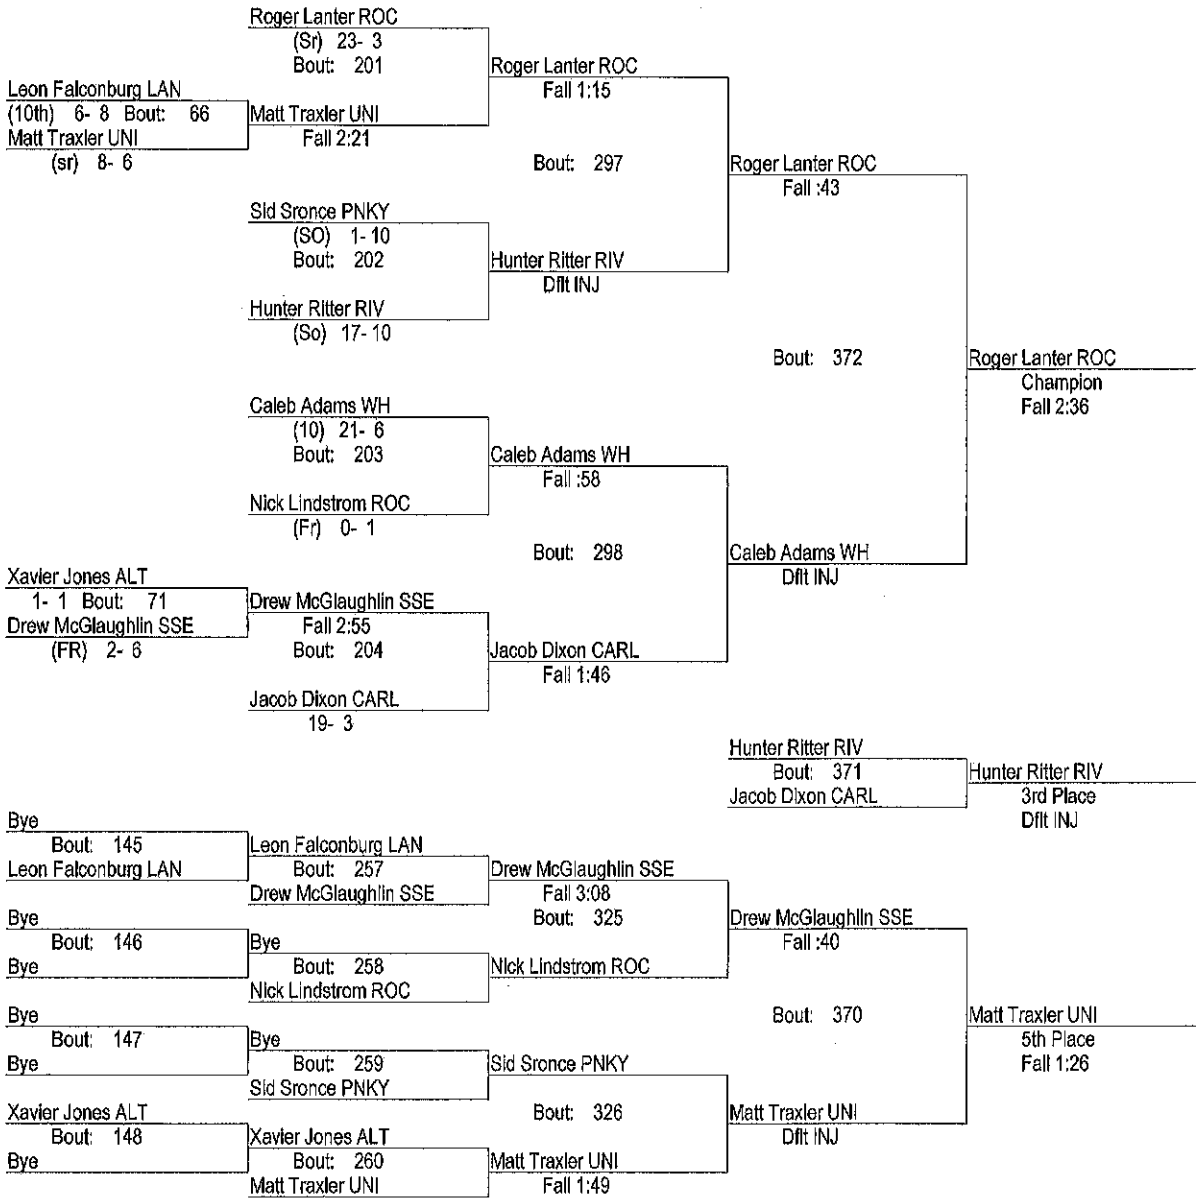 Roger Lanter ROC
(Sr) 23- 3
Bout: 201
Roger Lanter ROC
Fall 1:15
Leon Falconburg LAN
(10th) 6- 8 Bout: 66
Matt Traxler UNI
Matt Traxler UNI
Fall 2:21
(sr) 8- 6
Bout: 297
Roger Lanter ROC
Fall :43
Sid Sronce PNKY
(SO) 1- 10
Bout: 202
Hunter Ritter RIV
Dflt INJ
Hunter Ritter RIV
(So) 17- 10
Bout: 372
Roger Lanter ROC
Champion
Fall 2:36
Caleb Adams WH
(10) 21- 6
Bout: 203
Caleb Adams WH
Fall :58
Nick Lindstrom ROC
(Fr) 0- 1
Bout: 298
Caleb Adams WH
Dflt INJ
Xavier Jones ALT
1- 1 Bout: 71
Drew McGlaughlin SSE
Drew McGlaughlin SSE
Fall 2:55
(FR) 2- 6
Bout: 204
Jacob Dixon CARL
Fall 1:46
Jacob Dixon CARL
19- 3
Hunter Ritter RIV
Bout: 371
Jacob Dixon CARL
Hunter Ritter RIV
3rd Place
Dflt INJ
Bye
Bout: 145
Leon Falconburg LAN
Leon Falconburg LAN
Bout: 257
Drew McGlaughlin SSE
Drew McGlaughlin SSE
Fall 3:08
Bout: 325
Drew McGlaughlin SSE
Fall :40
Bye
Bout: 146
Bye
Bye
Bout: 258
Nick Lindstrom ROC
Nick Lindstrom ROC
Bout: 370
Matt Traxler UNI
5th Place
Fall 1:26
Bye
Bout: 147
Bye
Bye
Bout: 259
Sid Sronce PNKY
Sid Sronce PNKY
Bout: 326
Matt Traxler UNI
Dflt INJ
Xavier Jones ALT
Bout: 148
Bye
Xavier Jones ALT
Bout: 260
Matt Traxler UNI
Matt Traxler UNI
Fall 1:49